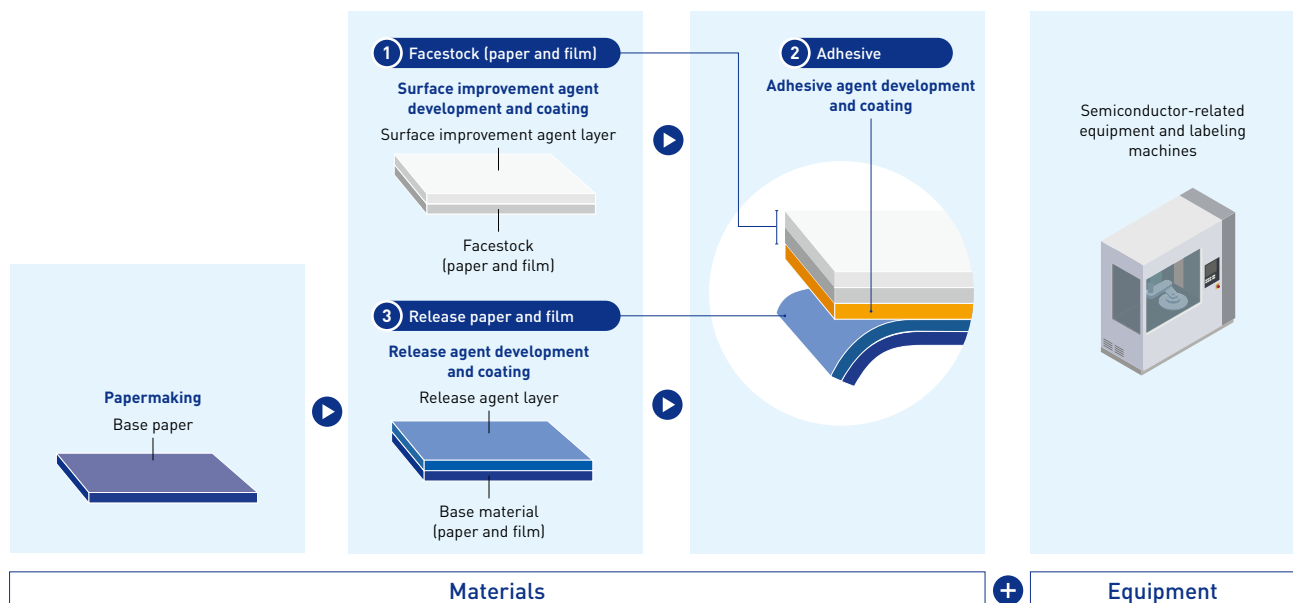 Papermaking
Base paper
1 Facestock (paper and film)
Surface improvement agent
development and coating
Surface improvement agent layer
Facestock
(paper and film)
3 Release paper and film
Release agent development
and coating
Release agent layer
Base material
(paper and film)
2 Adhesive
Adhesive agent development
and coating
Semiconductor-related
equipment and labeling
machines
Materials
+
Equipment